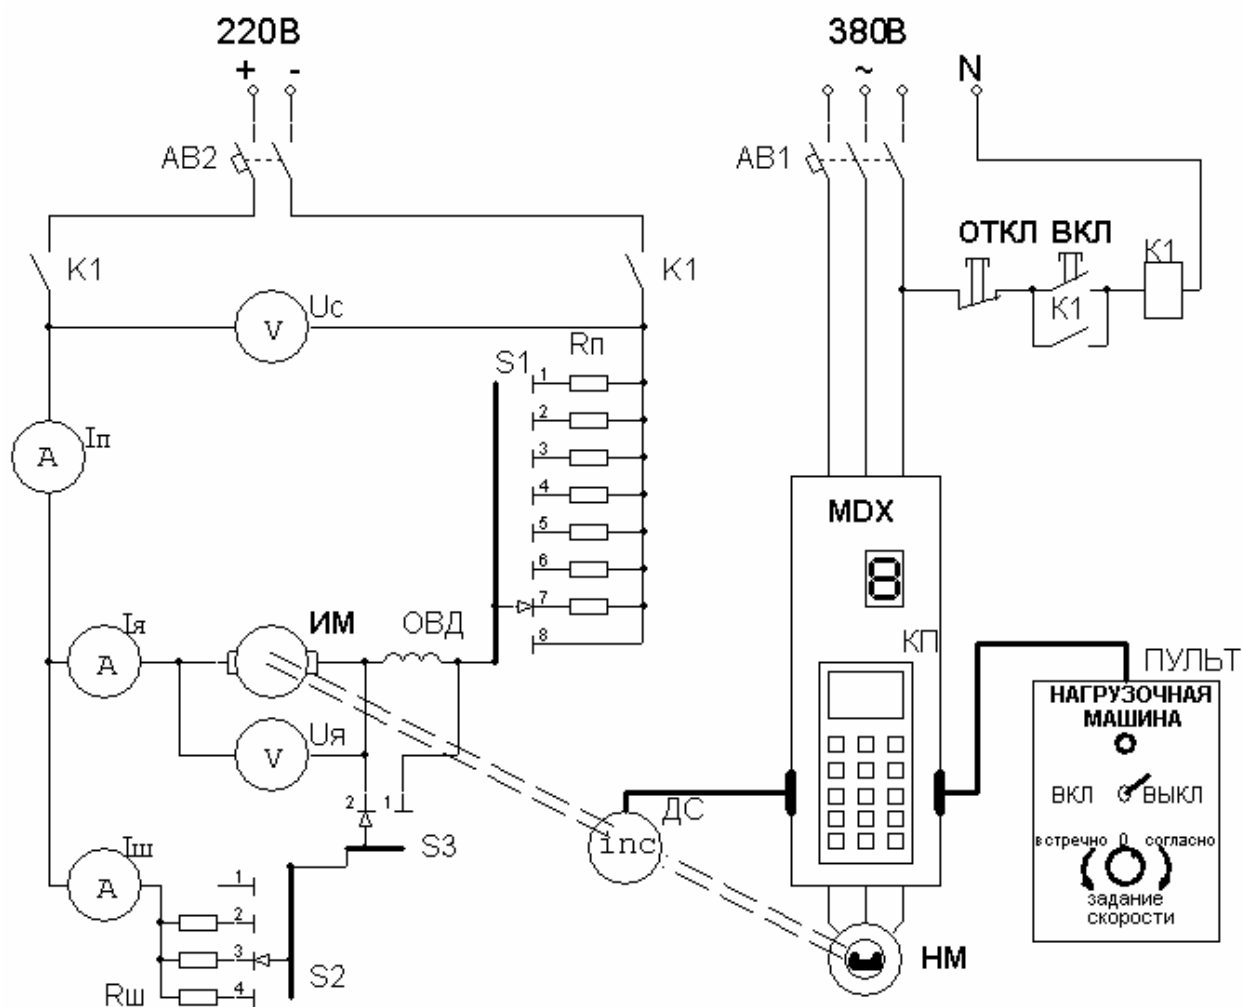 220В
380В
+ -
~
N
АВ2
АВ1
ОТКЛ ВКЛ
К1
К1
К1
К1
Uс
V
Rп
S1
1
2
3
4
5
6
7
8
Iп
А
MDX
8
КП
Iя
А
ИМ
ОВД
Uя
V
2
1
S3
ДС
inc
ПУЛЬТ
НАГРУЗОЧНАЯ
МАШИНА
ВКЛ ВЫКЛ
встречно 0 согласно
задание
скорости
Iш
А
1
2
3
4
S2
Rш
НМ